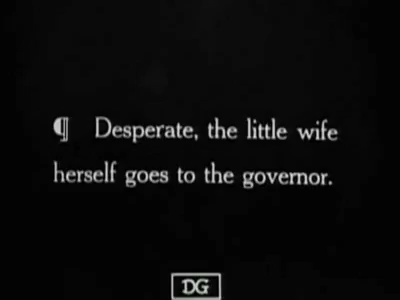 ¶ Desperate, the little wife
herself goes to the governor.
DG